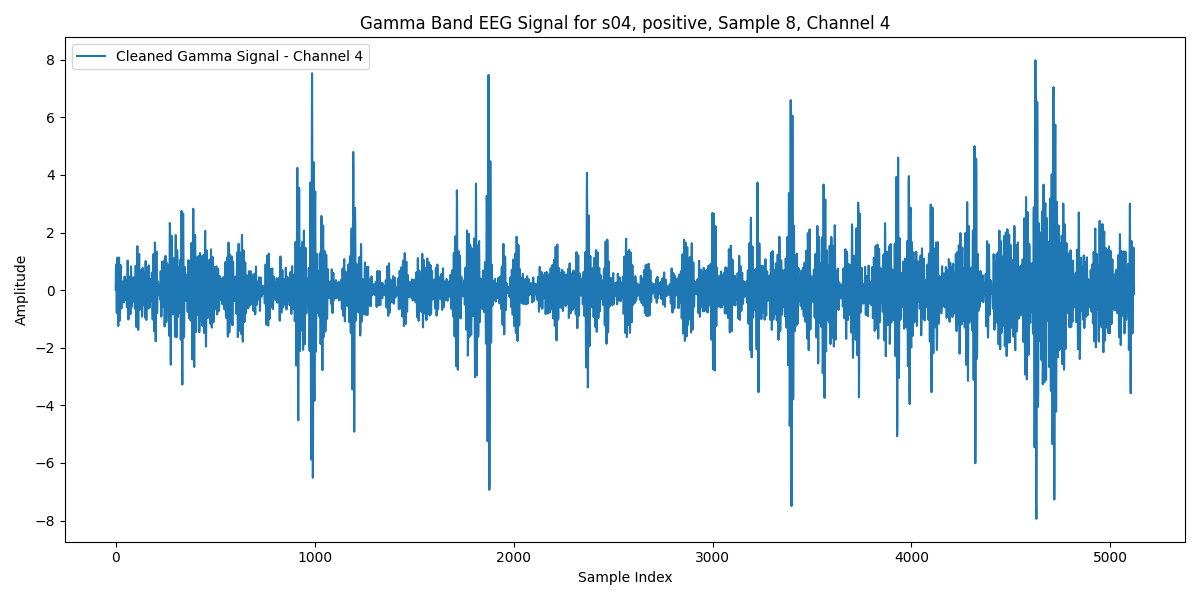 Gamma Band EEG Signal for s04, positive, Sample 8, Channel 4
Cleaned Gamma Signal - Channel 4
8
6
4
2
0
−2
−4
−6
−8
Amplitude
0 1000 2000 3000 4000 5000
Sample Index